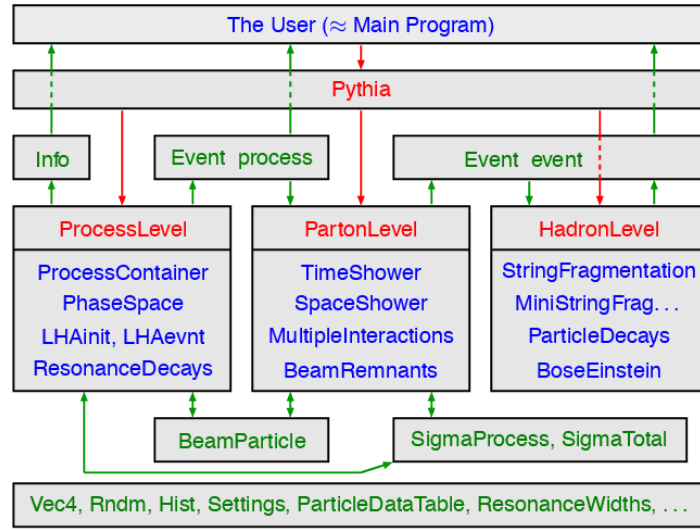 The User (≈ Main Program)
Pythia
Info
Event process
Event event
ProcessLevel
ProcessContainer
PhaseSpace
LHAinit, LHAevnt
ResonanceDecays
PartonLevel
TimeShower
SpaceShower
MultipleInteractions
BeamRemnants
HadronLevel
StringFragmentation
MiniStringFrag...
ParticleDecays
BoseEinstein
BeamParticle
SigmaProcess, SigmaTotal
Vec4, Rndm, Hist, Settings, ParticleDataTable, ResonanceWidths, ...